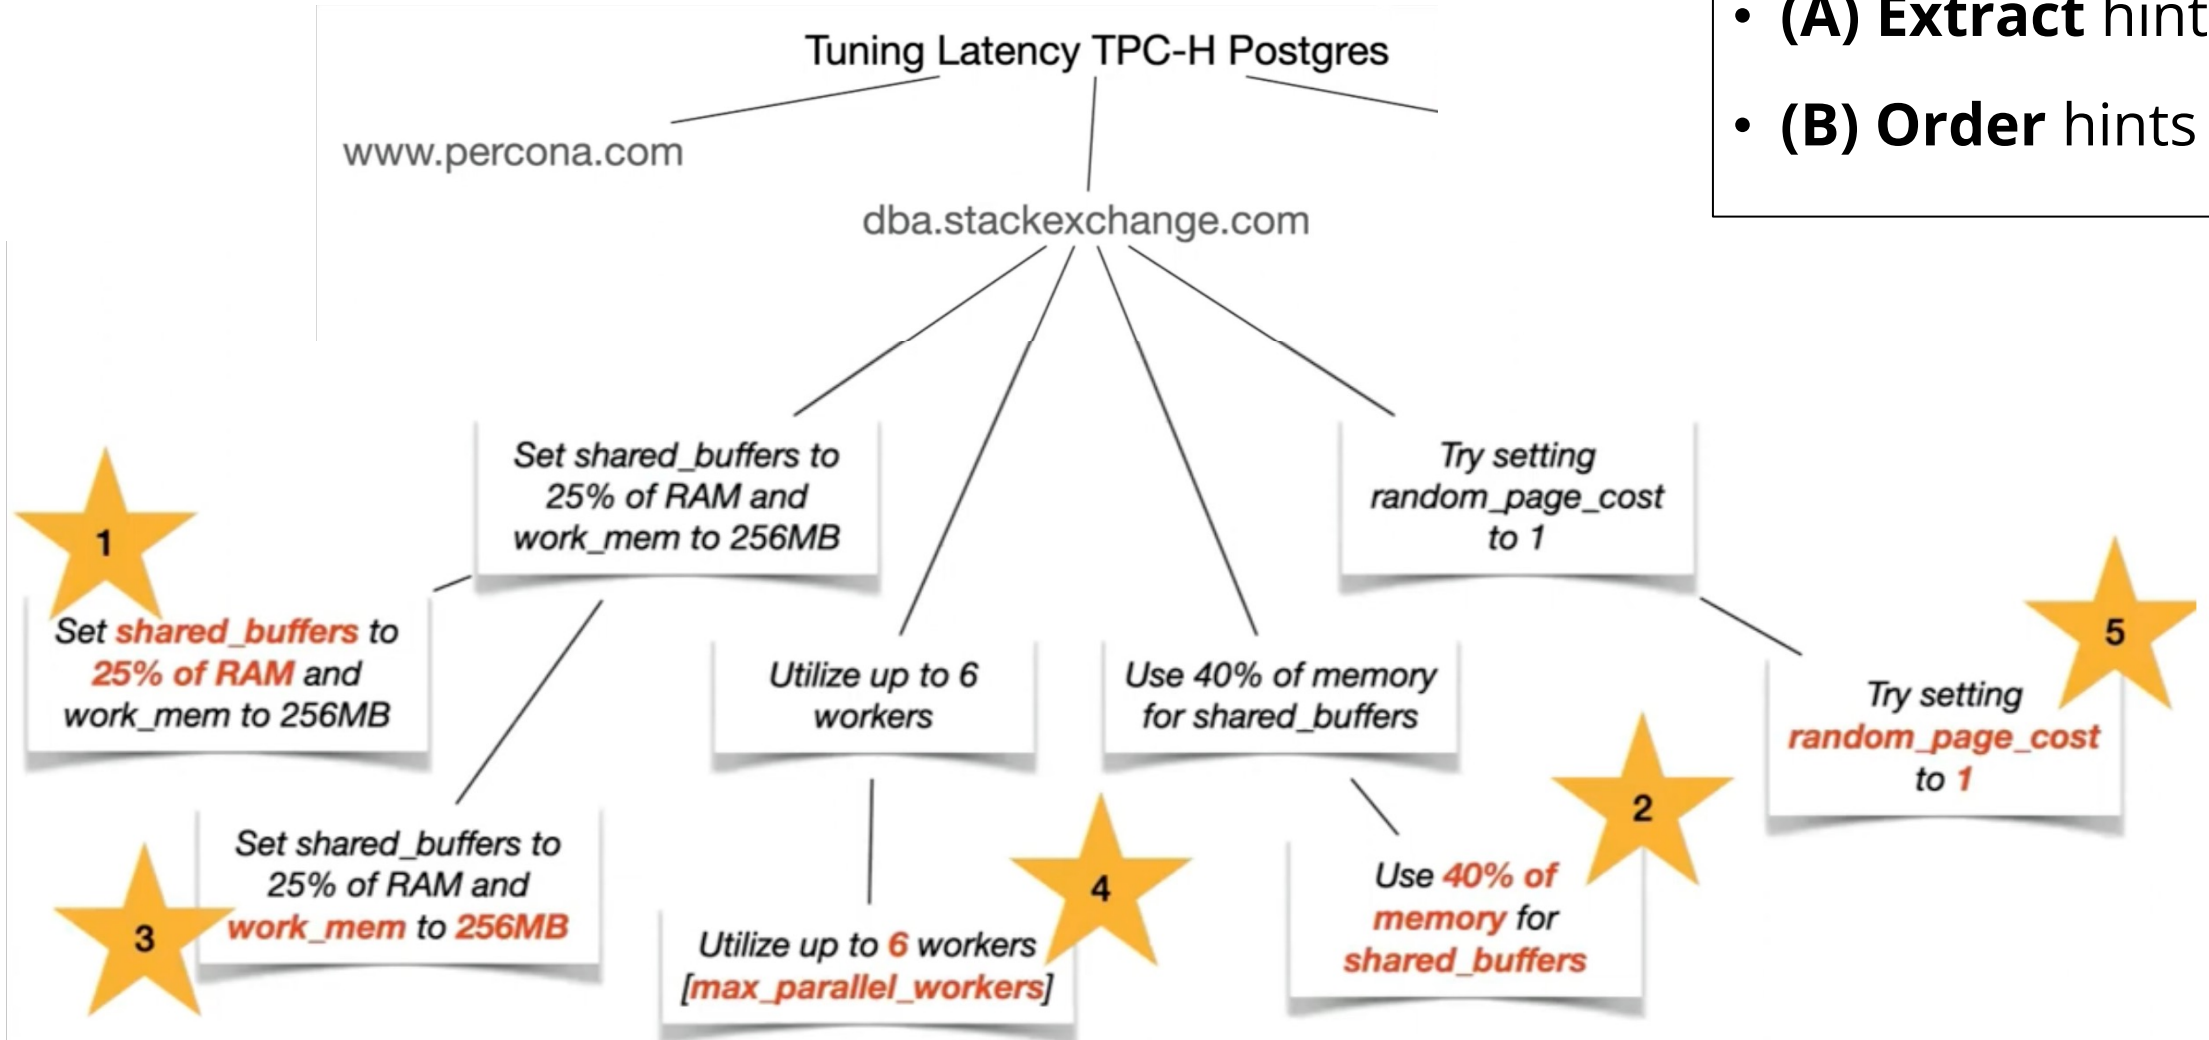 Tuning Latency TPC-H Postgres
• (A) Extract hint
• (B) Order hints
www.percona.com
dba.stackexchange.com
Set shared_buffers to
25% of RAM and
work_mem to 256MB
Try setting
random_page_cost
to 1
1
Set shared_buffers to
25% of RAM and
work_mem to 256MB
Utilize up to 6
workers
Use 40% of memory
for shared_buffers
5
Try setting
random_page_cost
to 1
3
Set shared_buffers to
25% of RAM and
work_mem to 256MB
4
Utilize up to 6 workers
[max_parallel_workers]
2
Use 40% of
memory for
shared_buffers